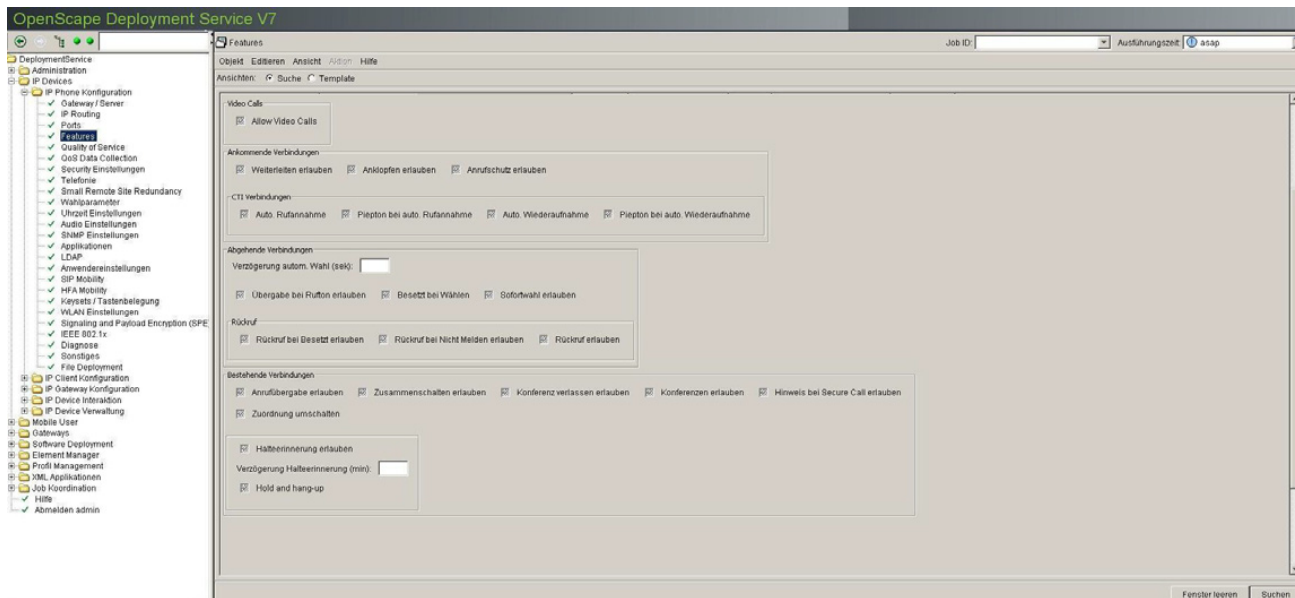 OpenScape Deployment Service V7
DeploymentService
Administration
IP Devices
IP Phone Konfiguration
Gateway / Server
IP Routing
Ports
Features
Quality of Service
QoS Data Collection
Security Einstellungen
Telefonie
Small Remote Site Redundancy
Wahlparameter
Uhrzeit Einstellungen
Audio Einstellungen
SNMP Einstellungen
Applikationen
LDAP
Anwendereinstellungen
SIP Mobility
HFA Mobility
Keysets / Tastenbelegung
WLAN Einstellungen
Signaling and Payload Encryption (SPE
IEEE 802.1x
Diagnose
Sonstiges
File Deployment
IP Client Konfiguration
IP Gateway Konfiguration
IP Device Interaktion
IP Device Verwaltung
Mobile User
Gateways
Software Deployment
Element Manager
Profil Management
XML Applikationen
Job Koordination
Hilfe
Abmelden admin
Features Job ID: Ausführungszeit: asap
Objekt Editieren Ansicht Aktion Hilfe
Ansichten: Suche Template
Video Calls
Allow Video Calls
Ankommende Verbindungen
Weiterleiten erlauben Anklopfen erlauben Anrufschutz erlauben
CTI Verbindungen
Auto. Rufannahme Piepton bei auto. Rufannahme Auto. Wiederaufnahme Piepton bei auto. Wiederaufnahme
Abgehende Verbindungen
Verzögerung autom. Wahl (sek):
Übergabe bei Rufton erlauben Besetzt bei Wählen Sofortwahl erlauben
Rückruf
Rückruf bei Besetzt erlauben Rückruf bei Nicht Melden erlauben Rückruf erlauben
Bestehende Verbindungen
Anrufübergabe erlauben Zusammenschalten erlauben Konferenz verlassen erlauben Konferenzen erlauben Hinweis bei Secure Call erlauben
Zuordnung umschalten
Halteerinnerung erlauben
Verzögerung Halteerinnerung (min):
Hold and hang-up
Fenster leeren Suchen